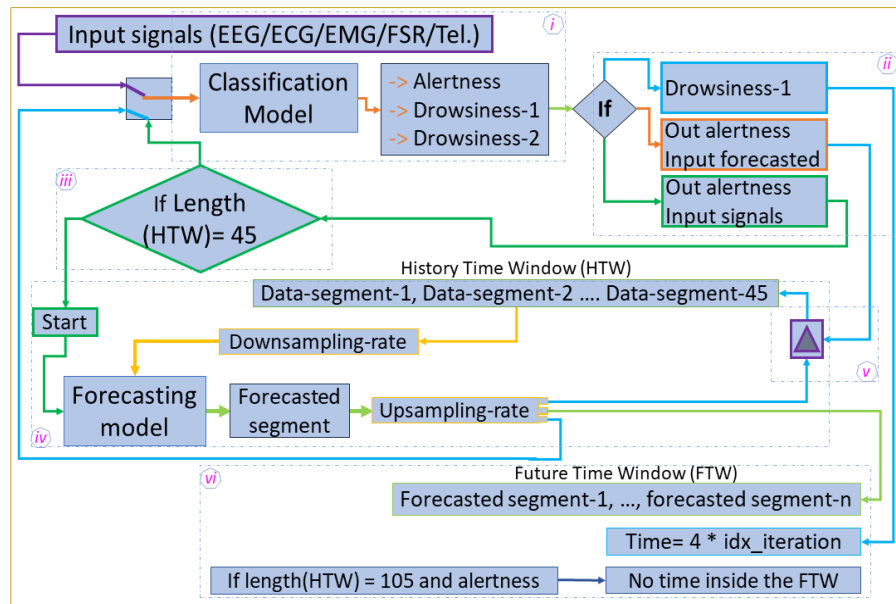 Input signals (EEG/ECG/EMG/FSR/Tel.)
i
ii
Classification
Model
-> Alertness
-> Drowsiness-1
-> Drowsiness-2
If
Drowsiness-1
Out alertness
Input forecasted
Out alertness
Input signals
iii
If Length
(HTW)= 45
History Time Window (HTW)
Data-segment-1, Data-segment-2 .... Data-segment-45
Start
Downsampling-rate
v
Forecasting
model
Forecasted
segment
Upsampling-rate
iv
vi
Future Time Window (FTW)
Forecasted segment-1, ..., forecasted segment-n
Time= 4 * idx_iteration
If length(HTW) = 105 and alertness
No time inside the FTW